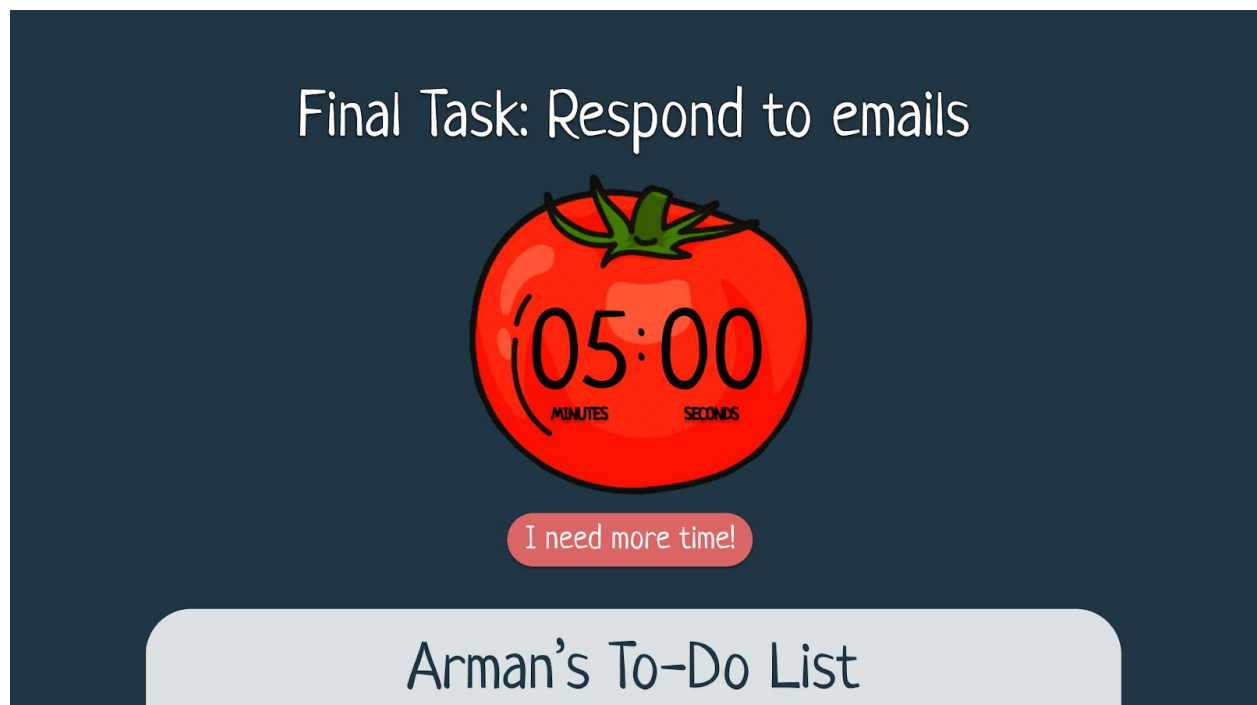 Final Task: Respond to emails
05:00
MINUTES SECONDS
I need more time!
Arman's To-Do List